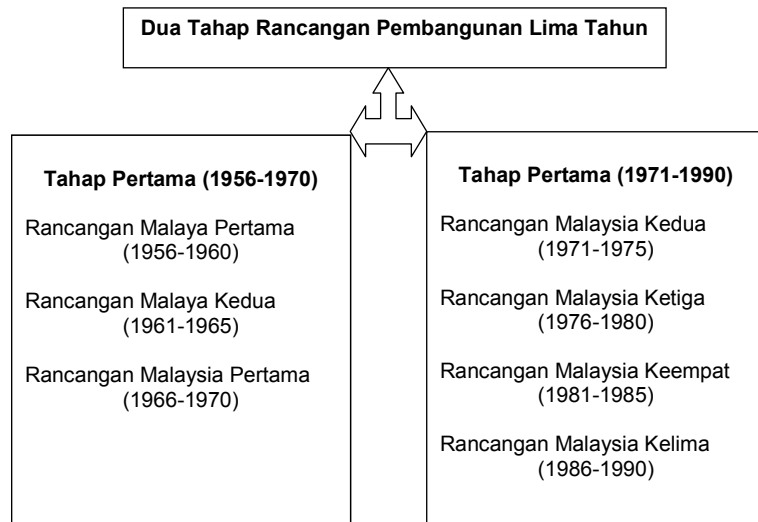 Dua Tahap Rancangan Pembangunan Lima Tahun
Tahap Pertama (1956-1970)
Rancangan Malaya Pertama
(1956-1960)
Rancangan Malaya Kedua
(1961-1965)
Rancangan Malaysia Pertama
(1966-1970)
Tahap Pertama (1971-1990)
Rancangan Malaysia Kedua
(1971-1975)
Rancangan Malaysia Ketiga
(1976-1980)
Rancangan Malaysia Keempat
(1981-1985)
Rancangan Malaysia Kelima
(1986-1990)